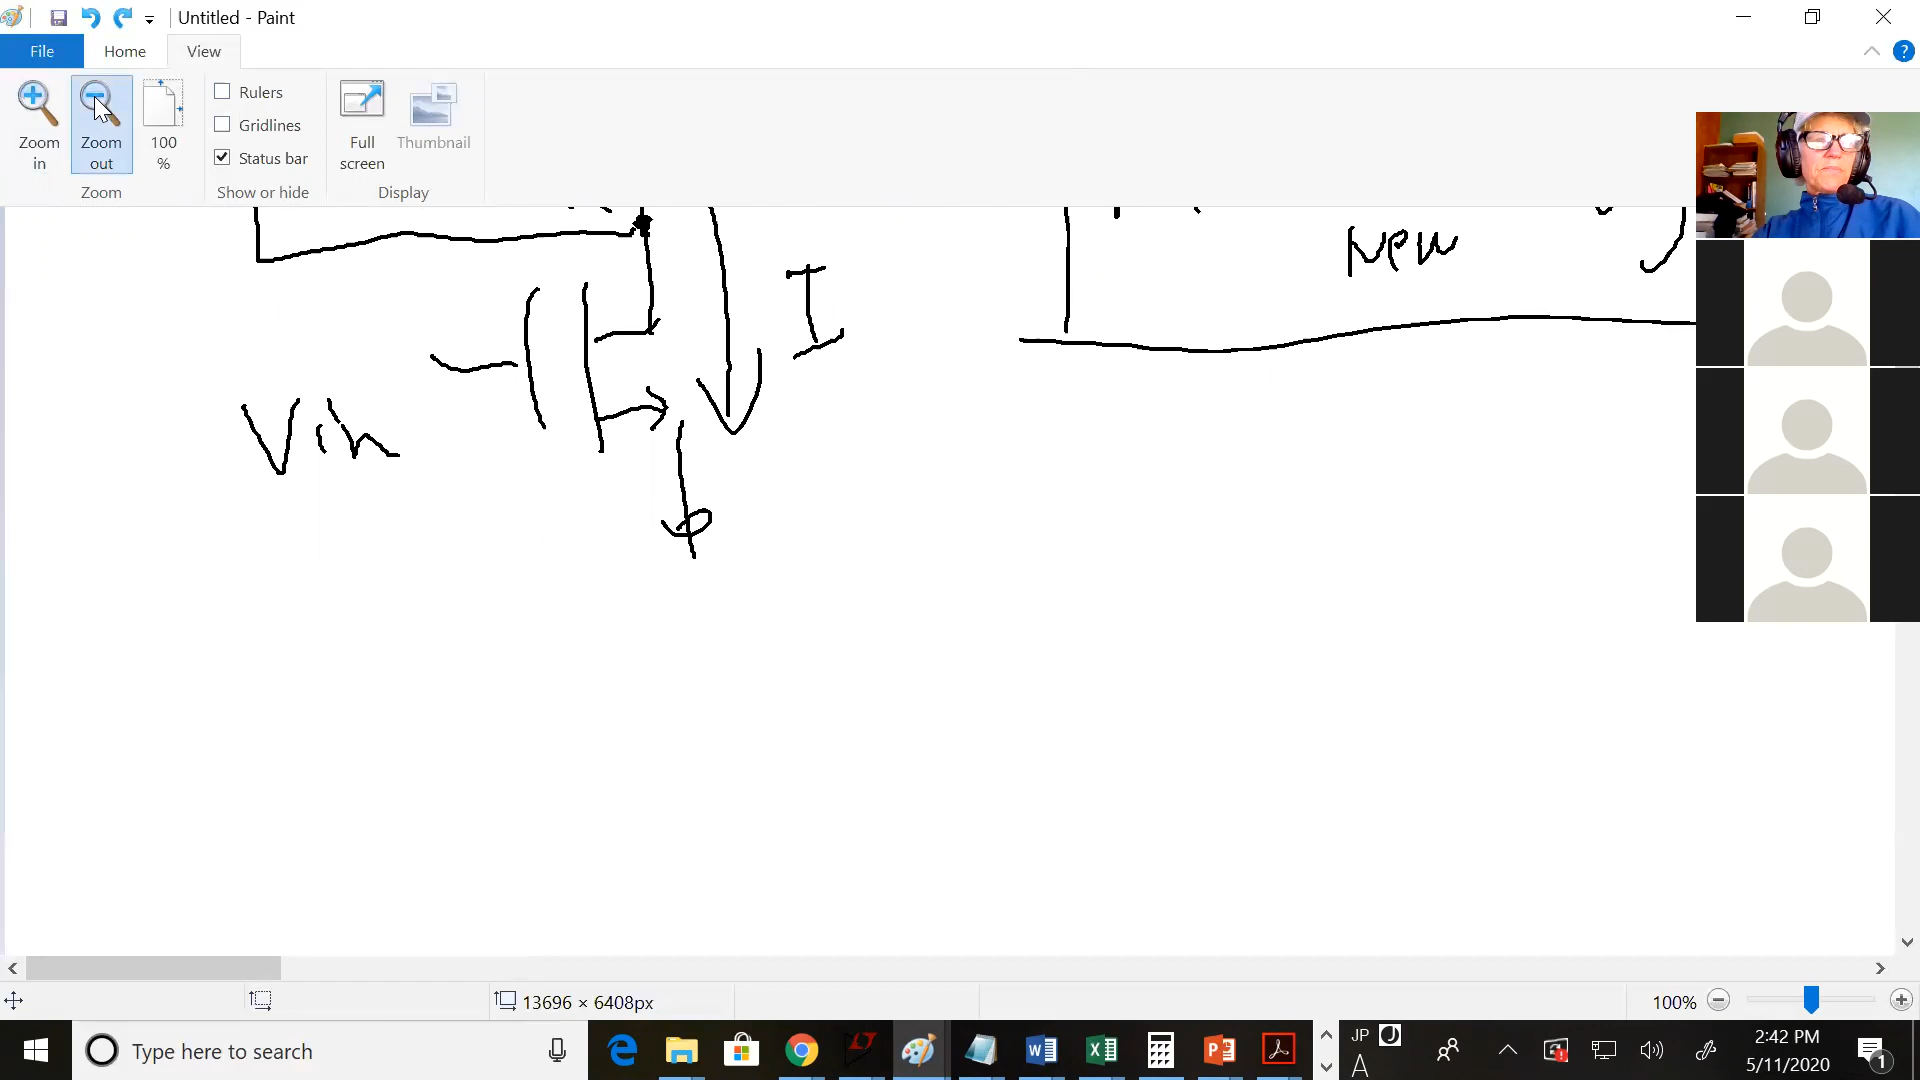 Untitled - Paint
File Home View
Zoom in
Zoom out
100 %
Rulers
Gridlines
Status bar
Full screen
Thumbnail
Zoom
Show or hide
Display
New
I
Vin
13696 × 6408px
100%
Type here to search
JP
A
2:42 PM
5/11/2020
1